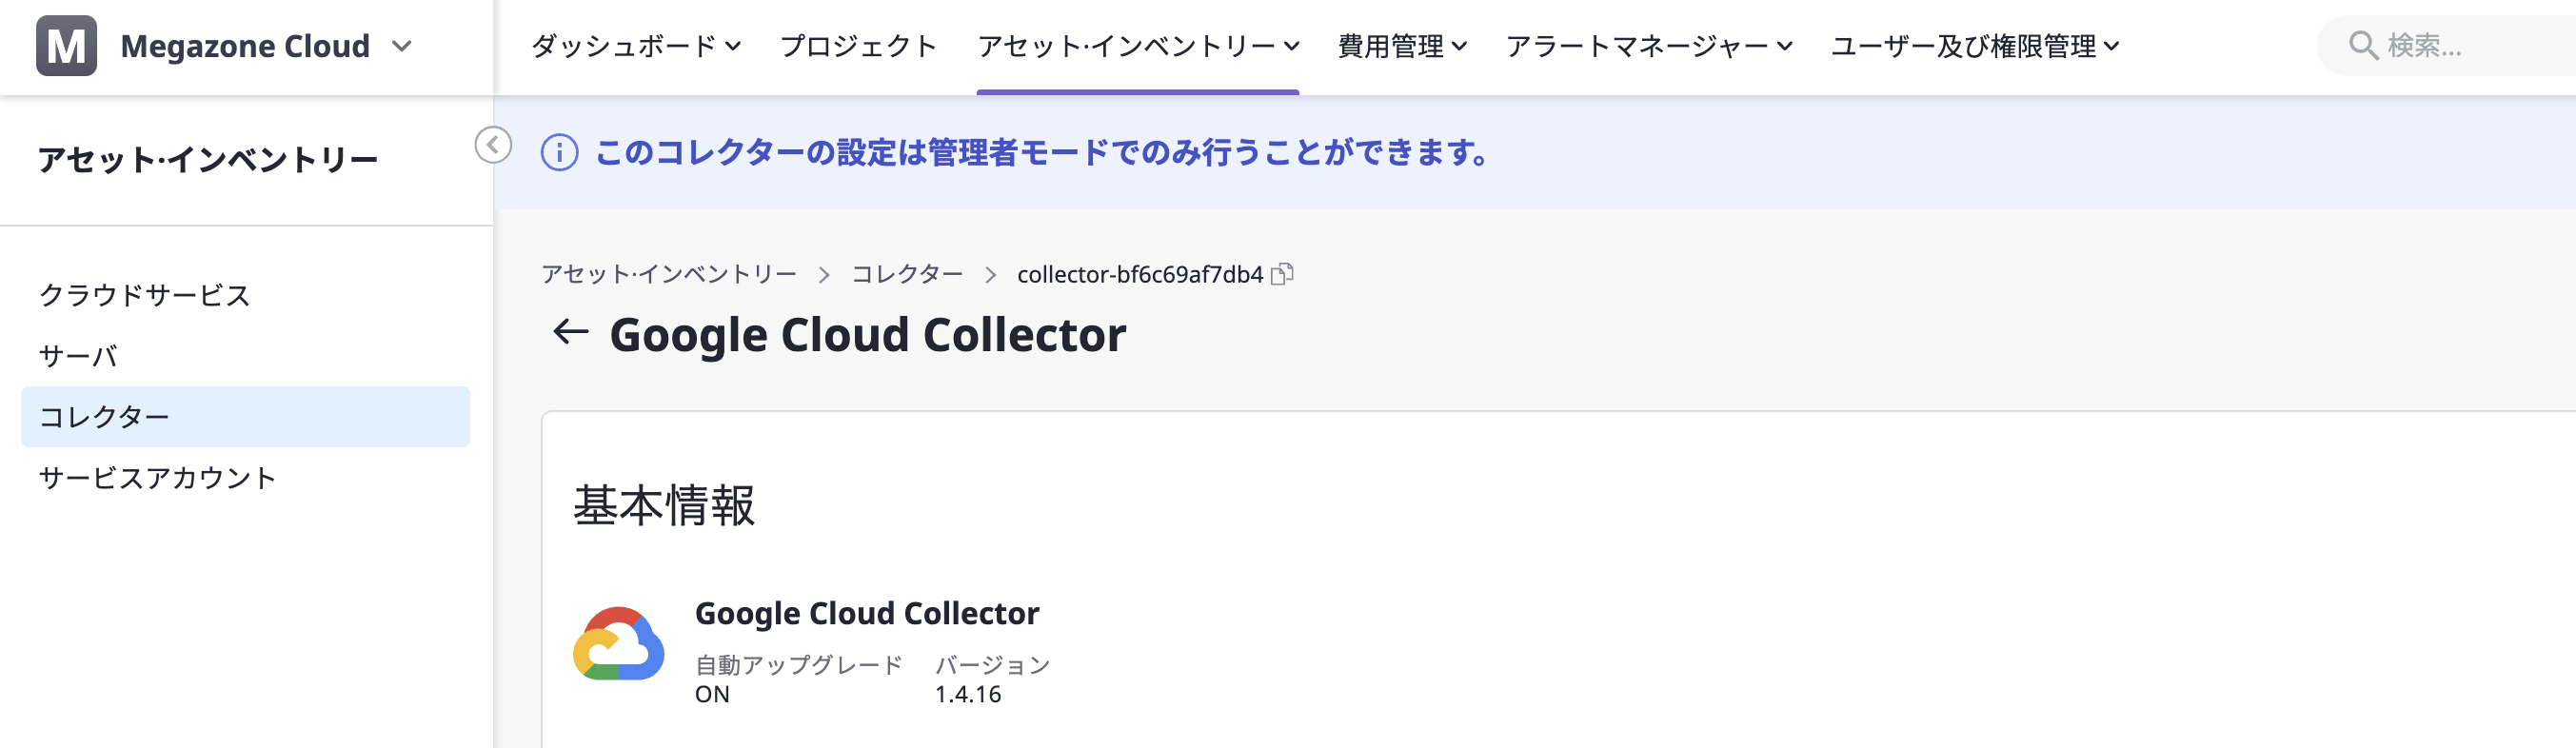 M Megazone Cloud
ダッシュボード プロジェクト アセット·インベントリー 費用管理 アラートマネージャー ユーザー及び権限管理 検索...
アセット·インベントリー
クラウドサービス
サーバ
コレクター
サービスアカウント
このコレクターの設定は管理者モードでのみ行うことができます。
アセット·インベントリー > コレクター > collector-bf6c69af7db4
← Google Cloud Collector
基本情報
Google Cloud Collector
自動アップグレード バージョン
ON 1.4.16